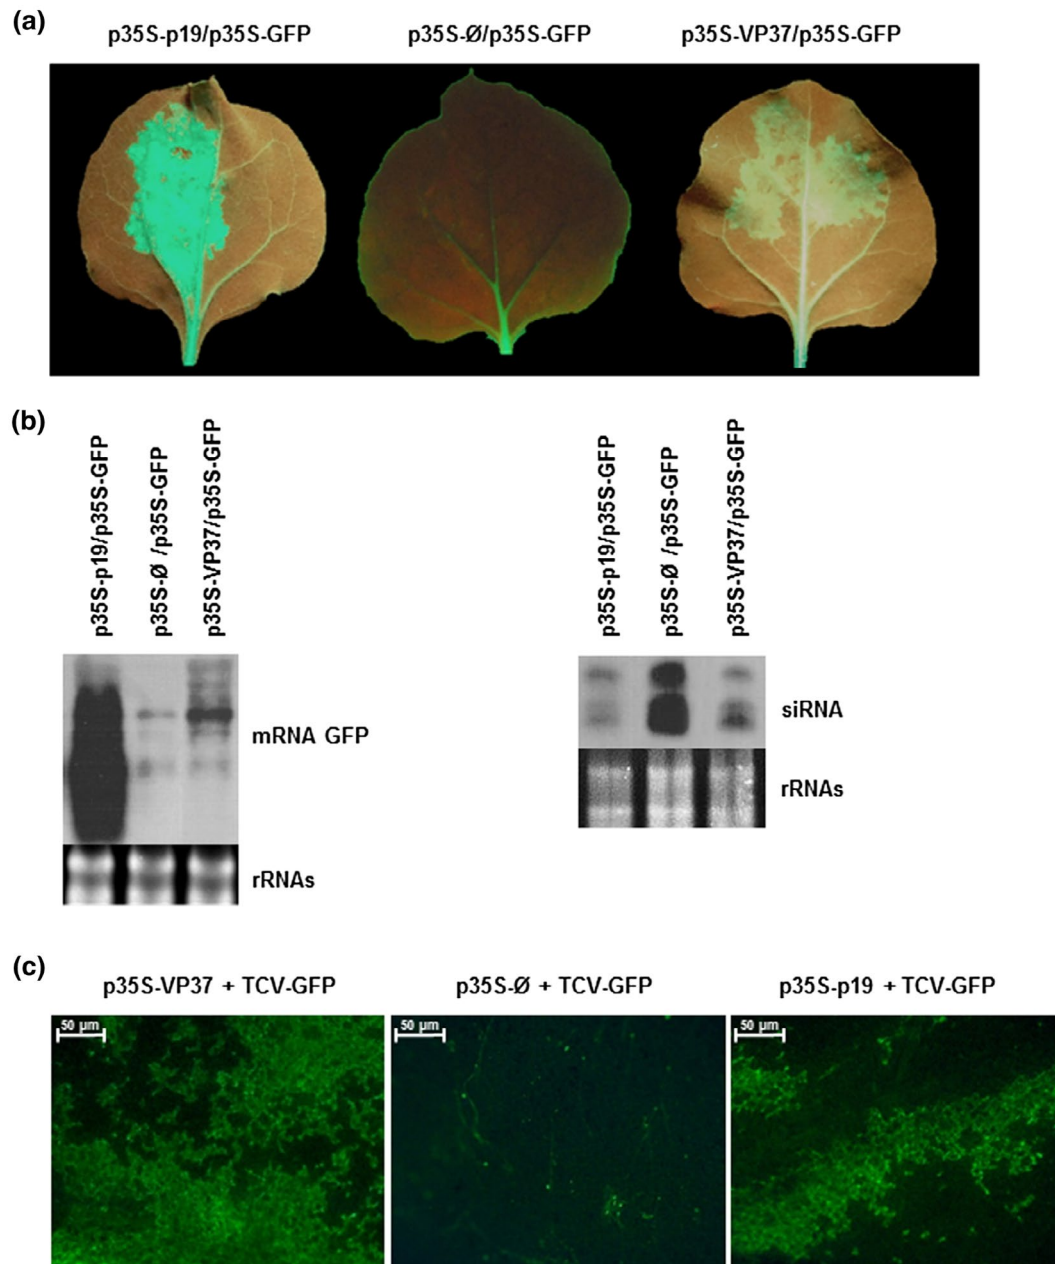 (a)
p35S-p19/p35S-GFP
p35S-Ø/p35S-GFP
p35S-VP37/p35S-GFP
(b)
p35S-p19/p35S-GFP
p35S-Ø /p35S-GFP
p35S-VP37/p35S-GFP
mRNA GFP
rRNAs
p35S-p19/p35S-GFP
p35S-Ø /p35S-GFP
p35S-VP37/p35S-GFP
siRNA
rRNAs
(c)
p35S-VP37 + TCV-GFP
p35S-Ø + TCV-GFP
p35S-p19 + TCV-GFP
50 µm
50 µm
50 µm